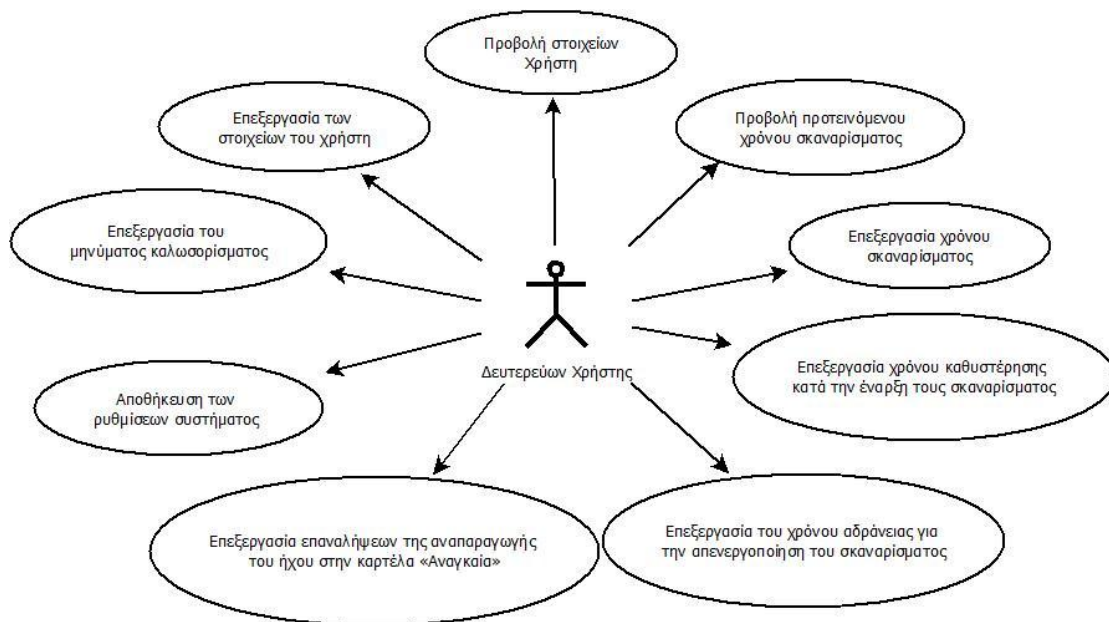 Προβολή στοιχείων
Χρήστη
Επεξεργασία των
στοιχείων του χρήστη
Προβολή προτεινόμενου
χρόνου σκαναρίσματος
Επεξεργασία του
μηνύματος καλωσορίσματος
Επεξεργασία χρόνου
σκαναρίσματος
Δευτερεύων Χρήστης
Επεξεργασία χρόνου καθυστέρησης
κατά την έναρξη τους σκαναρίσματος
Αποθήκευση των
ρυθμίσεων συστήματος
Επεξεργασία επαναλήψεων της αναπαραγωγής
του ήχου στην καρτέλα «Αναγκαία»
Επεξεργασία του χρόνου αδράνειας για
την απενεργοποίηση του σκαναρίσματος